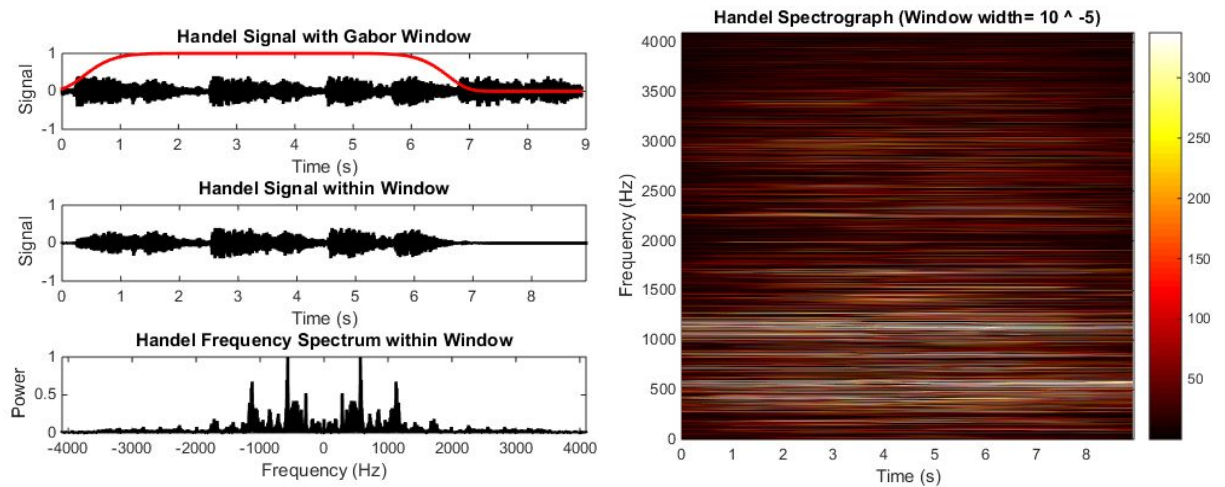 Handel Signal with Gabor Window
1
0
-1
Signal
0 1 2 3 4 5 6 7 8 9
Time (s)
Handel Signal within Window
1
0
-1
Signal
0 1 2 3 4 5 6 7 8
Time (s)
Handel Frequency Spectrum within Window
1
0.5
0
Power
-4000 -3000 -2000 -1000 0 1000 2000 3000 4000
Frequency (Hz)
Handel Spectrograph (Window width= 10 ^ -5)
4000
3500
3000
2500
2000
1500
1000
500
0
Frequency (Hz)
0 1 2 3 4 5 6 7 8
Time (s)
300
250
200
150
100
50